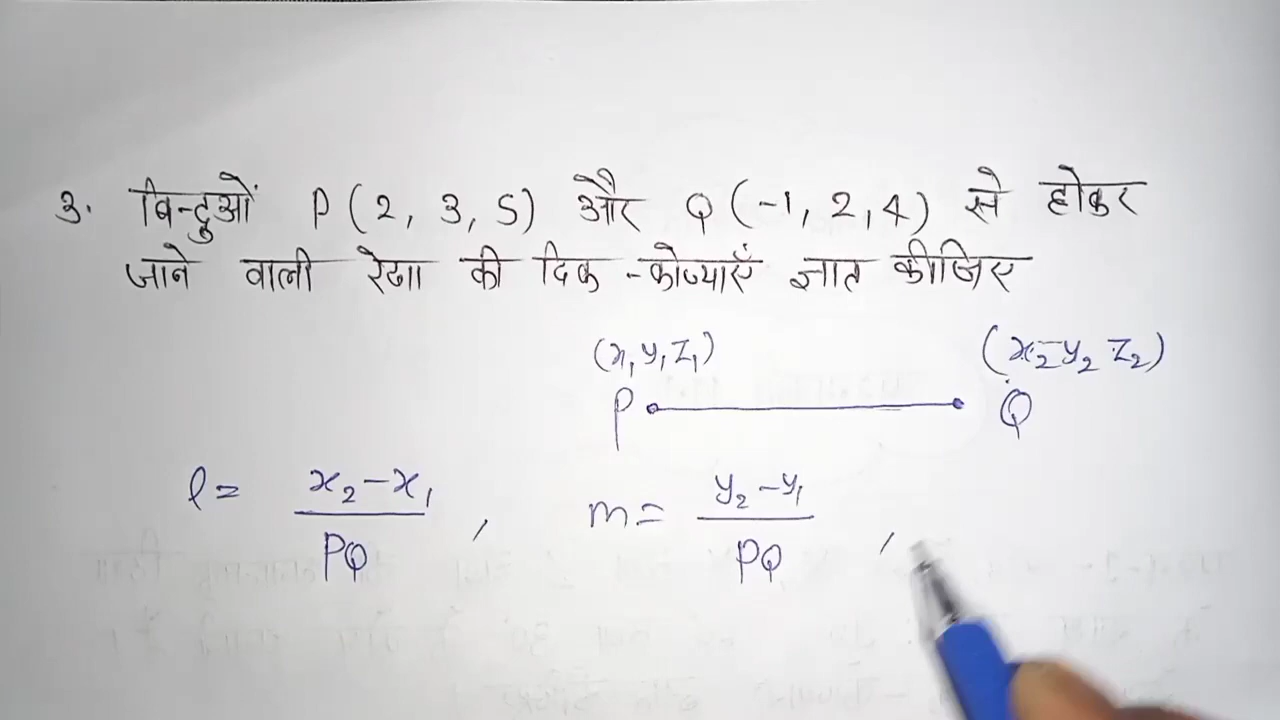 3. बिन्दुओं P(2, 3, 5) और Q(-1, 2, 4) से होकर
जाने वाली रेखा की दिक -कोज्याएँ ज्ञात कीजिए
(x₁ y₁ z₁) (x₂ y₂ z₂)
P Q
l = x₂-x₁ / PQ , m = y₂-y₁ / PQ ,